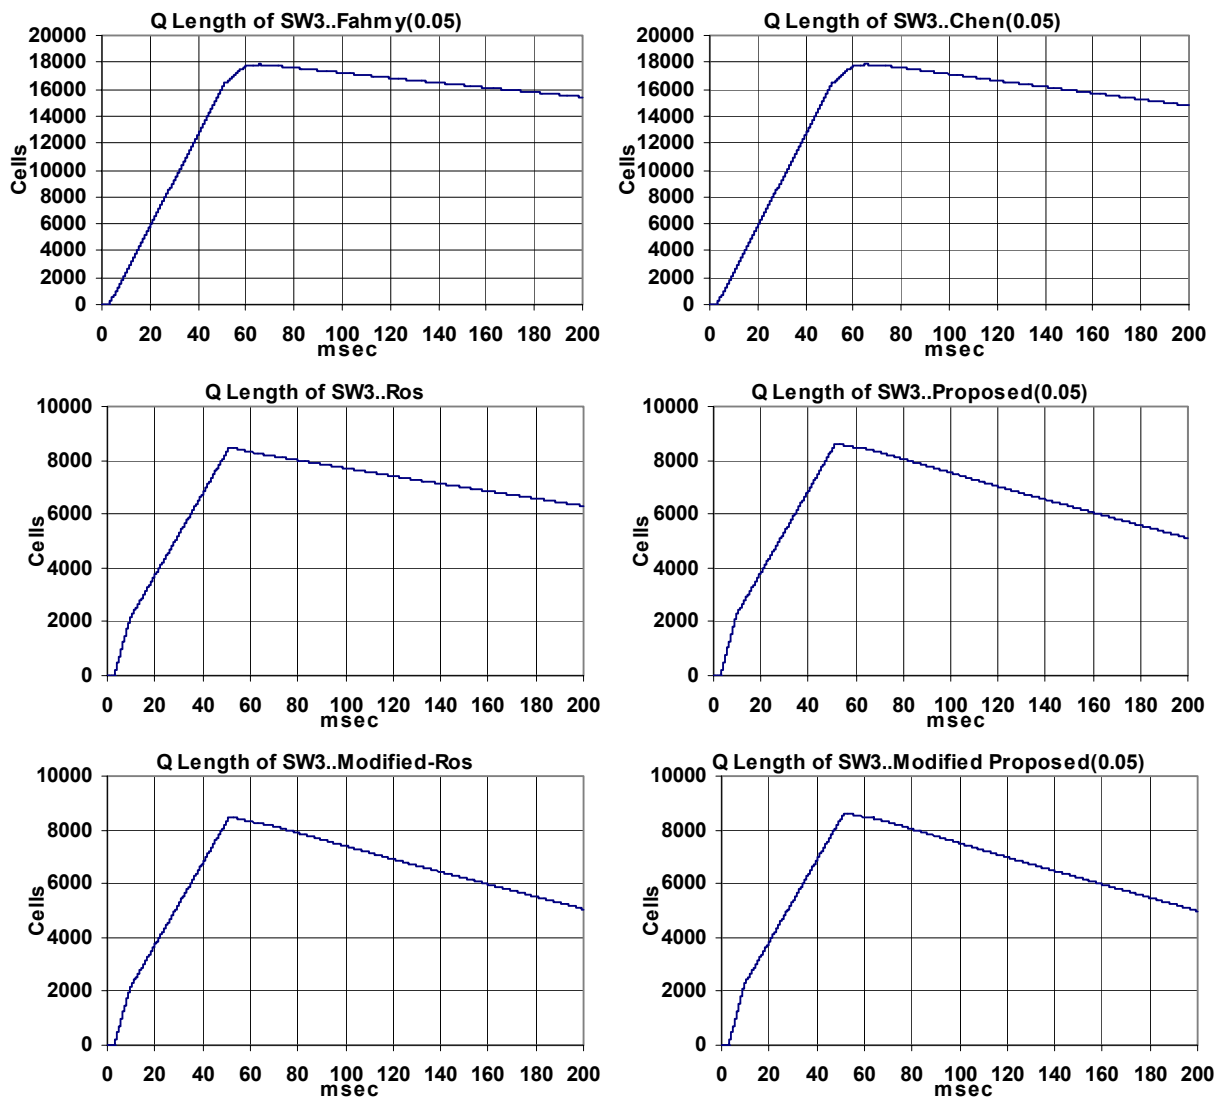 Q Length of SW3..Fahmy(0.05)
20000
18000
16000
14000
12000
10000
8000
6000
4000
2000
0
Cells
0 20 40 60 80 100 120 140 160 180 200
msec
Q Length of SW3..Chen(0.05)
20000
18000
16000
14000
12000
10000
8000
6000
4000
2000
0
Cells
0 20 40 60 80 100 120 140 160 180 200
msec
Q Length of SW3..Ros
10000
8000
6000
4000
2000
0
Cells
0 20 40 60 80 100 120 140 160 180 200
msec
Q Length of SW3..Proposed(0.05)
10000
8000
6000
4000
2000
0
Cells
0 20 40 60 80 100 120 140 160 180 200
msec
Q Length of SW3..Modified-Ros
10000
8000
6000
4000
2000
0
Cells
0 20 40 60 80 100 120 140 160 180 200
msec
Q Length of SW3..Modified Proposed(0.05)
10000
8000
6000
4000
2000
0
Cells
0 20 40 60 80 100 120 140 160 180 200
msec